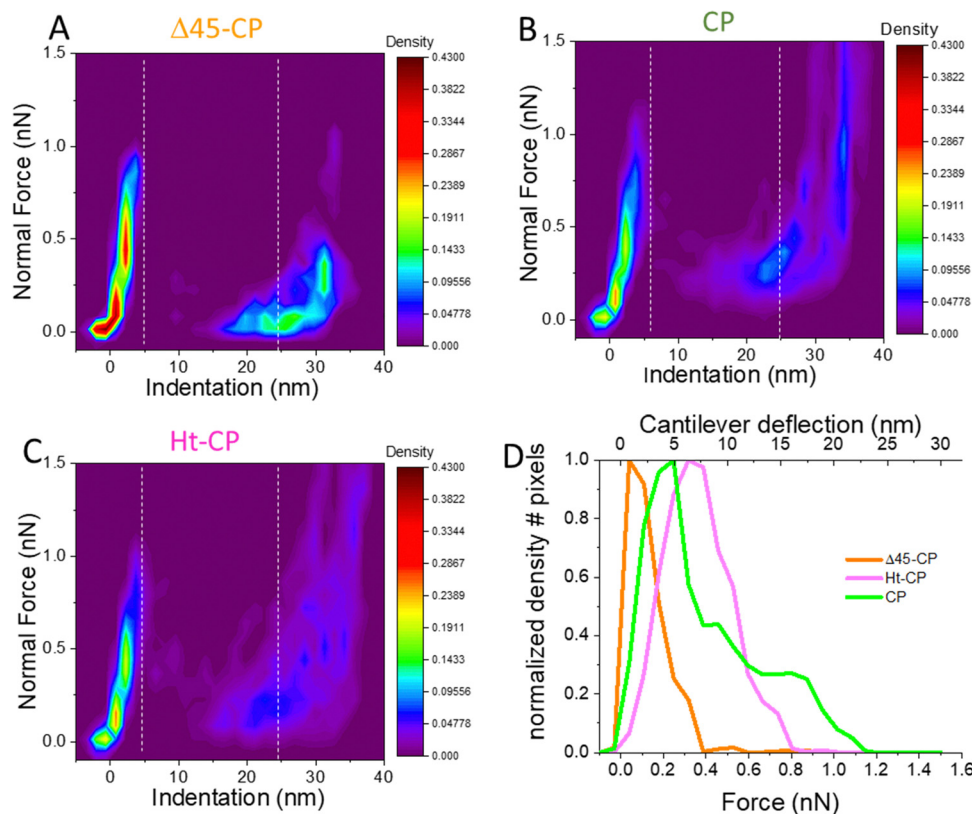 A
Δ45-CP
Density
1.5
1.0
0.5
0.0
Normal Force (nN)
0 10 20 30 40
Indentation (nm)
0.4300
0.3822
0.3344
0.2867
0.2389
0.1911
0.1433
0.09556
0.04778
0.000
B
CP
Density
1.5
1.0
0.5
0.0
Normal Force (nN)
0 10 20 30 40
Indentation (nm)
0.4300
0.3822
0.3344
0.2867
0.2389
0.1911
0.1433
0.09556
0.04778
0.000
C
Ht-CP
Density
1.5
1.0
0.5
0.0
Normal Force (nN)
0 10 20 30 40
Indentation (nm)
0.4300
0.3822
0.3344
0.2867
0.2389
0.1911
0.1433
0.09556
0.04778
0.000
D
Cantilever deflection (nm)
0 5 10 15 20 25 30
1.0
0.8
0.6
0.4
0.2
0.0
normalized density # pixels
Δ45-CP
Ht-CP
CP
0.0 0.2 0.4 0.6 0.8 1.0 1.2 1.4 1.6
Force (nN)